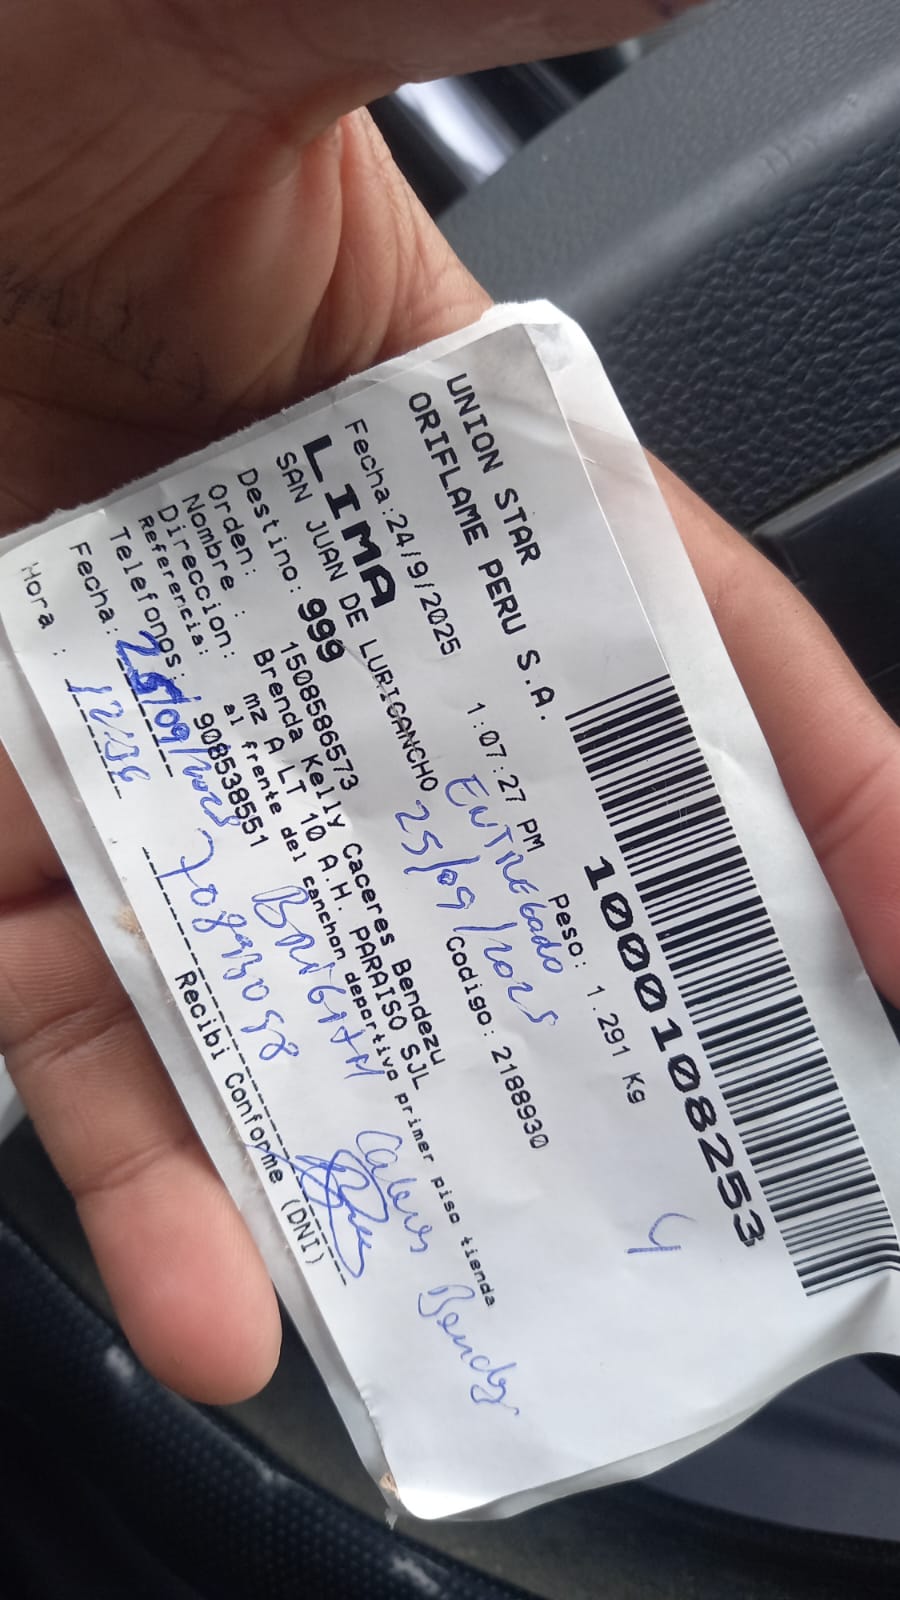 100010108253
UNION STAR
ORIFLAME PERU S.A.
Peso: 1.291 Kg
Fecha:24/9/2025 1:07:27 PM
ENTREGADO
LIMA
25/09/2025
Codigo: 2188930
SAN JUAN DE LURIGANCHO
Destino: 999
Orden: 1508586573
Nombre : Brenda Kelly Caceres Bendezu
Direccion: mz A LT 10 A.H. PARAISO SJL
Referencia: al frente del canchon deportivo primer piso tienda
Telefonos: 908538551
Fecha: 25/09/2025
Hora :
Recibi Conforme (DNI)